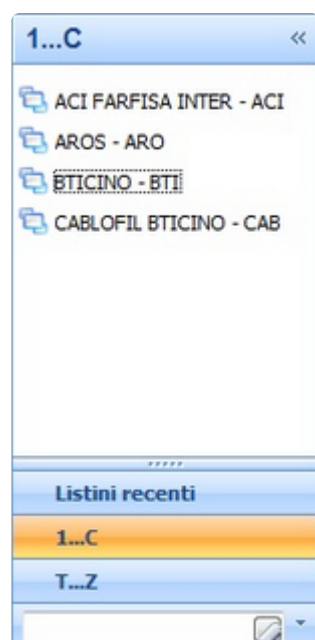 1...C
ACI FARFISA INTER - ACI
AROS - ARO
BTICINO - BTI
CABLOFIL BTICINO - CAB
Listini recenti
1...C
T...Z